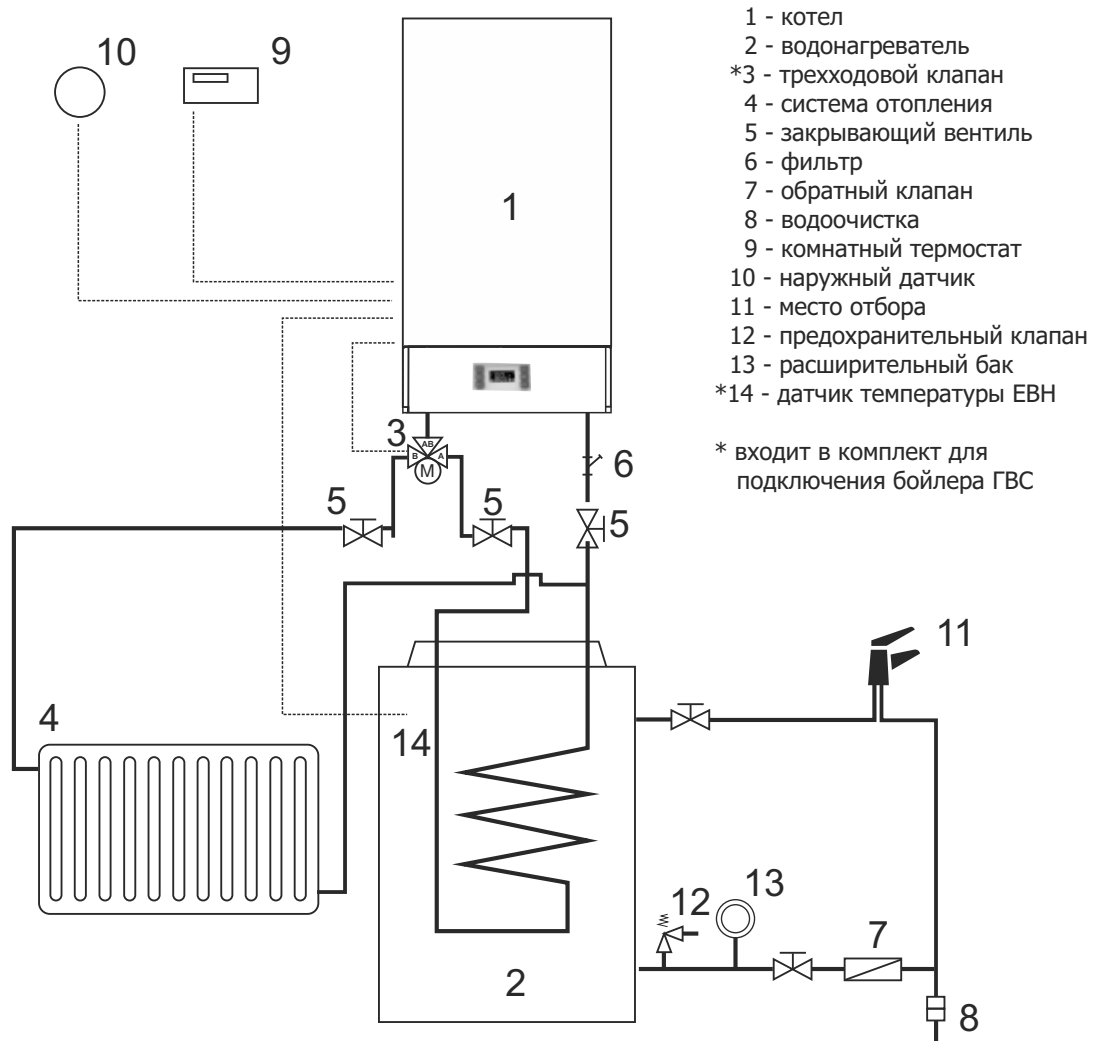 10
9
1
1 - котел
2 - водонагреватель
*3 - трехходовой клапан
4 - система отопления
5 - закрывающий вентиль
6 - фильтр
7 - обратный клапан
8 - водоочистка
9 - комнатный термостат
10 - наружный датчик
11 - место отбора
12 - предохранительный клапан
13 - расширительный бак
*14 - датчик температуры ЕВН
* входит в комплект для
подключения бойлера ГВС
3
AB
B
A
M
6
5
5
5
11
4
14
12
13
7
2
8